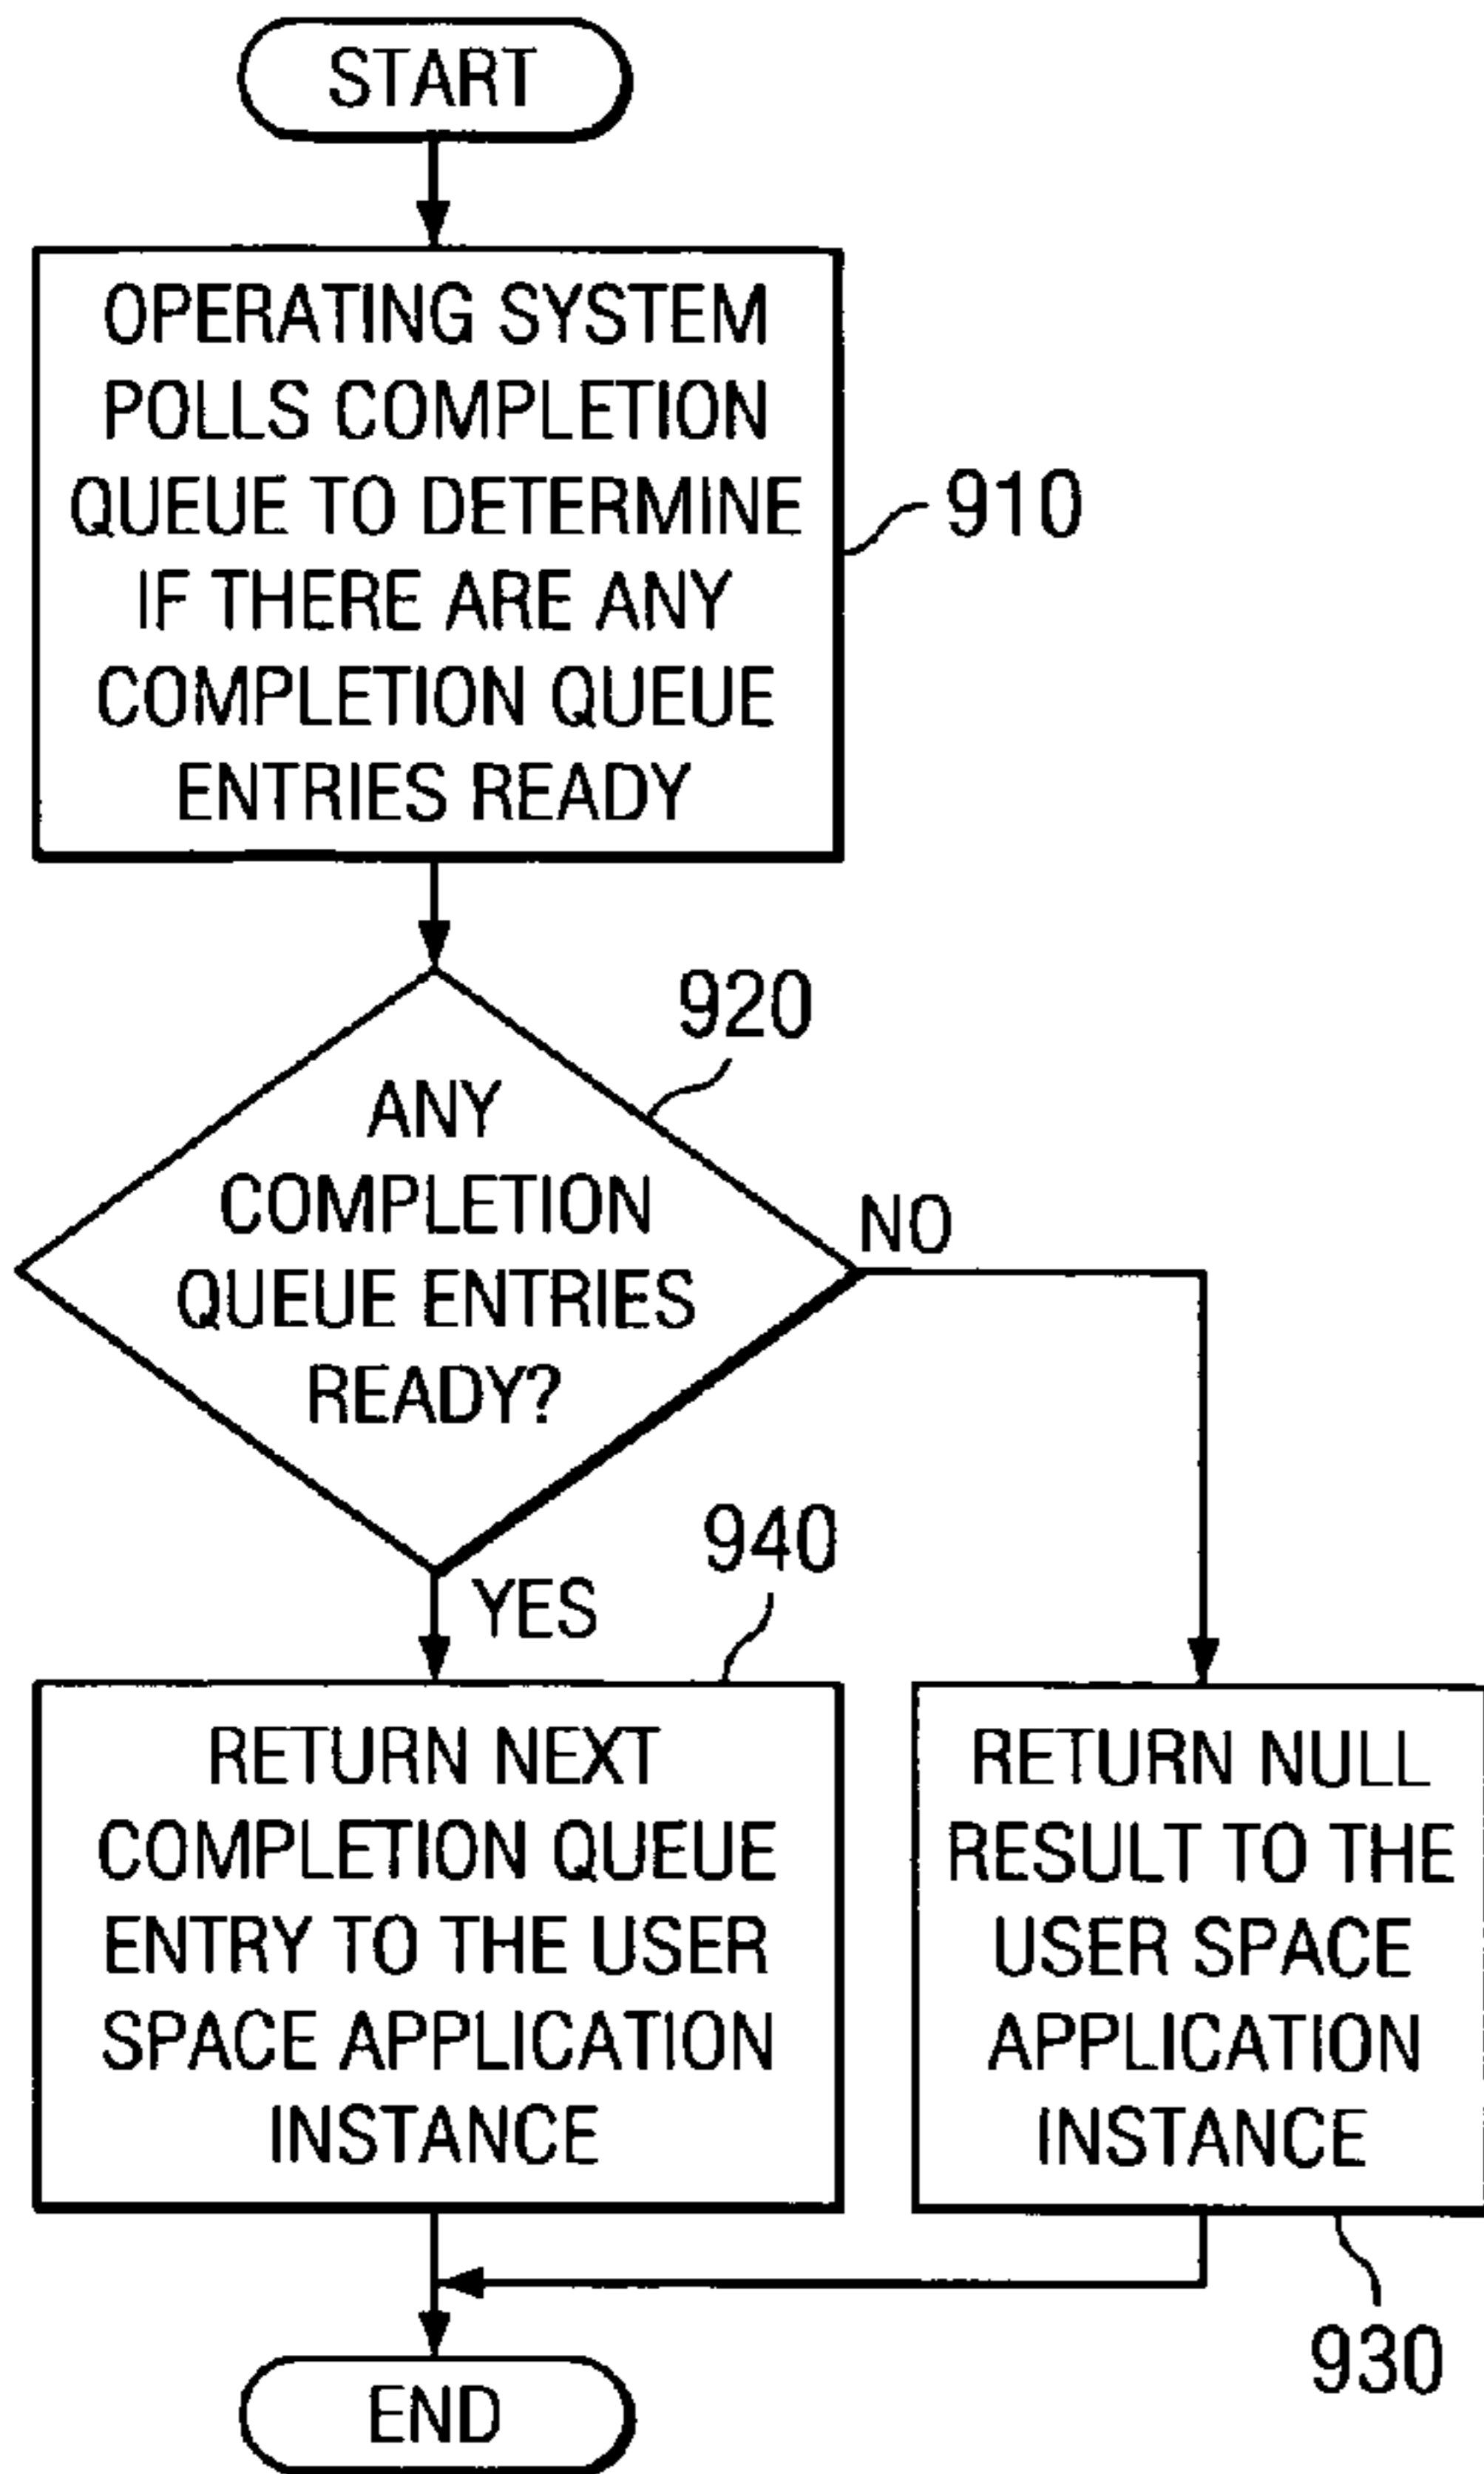 START
OPERATING SYSTEM
POLLS COMPLETION
QUEUE TO DETERMINE
IF THERE ARE ANY
COMPLETION QUEUE
ENTRIES READY
910
920
ANY
COMPLETION
QUEUE ENTRIES
READY?
NO
YES
940
RETURN NEXT
COMPLETION QUEUE
ENTRY TO THE USER
SPACE APPLICATION
INSTANCE
RETURN NULL
RESULT TO THE
USER SPACE
APPLICATION
INSTANCE
930
END